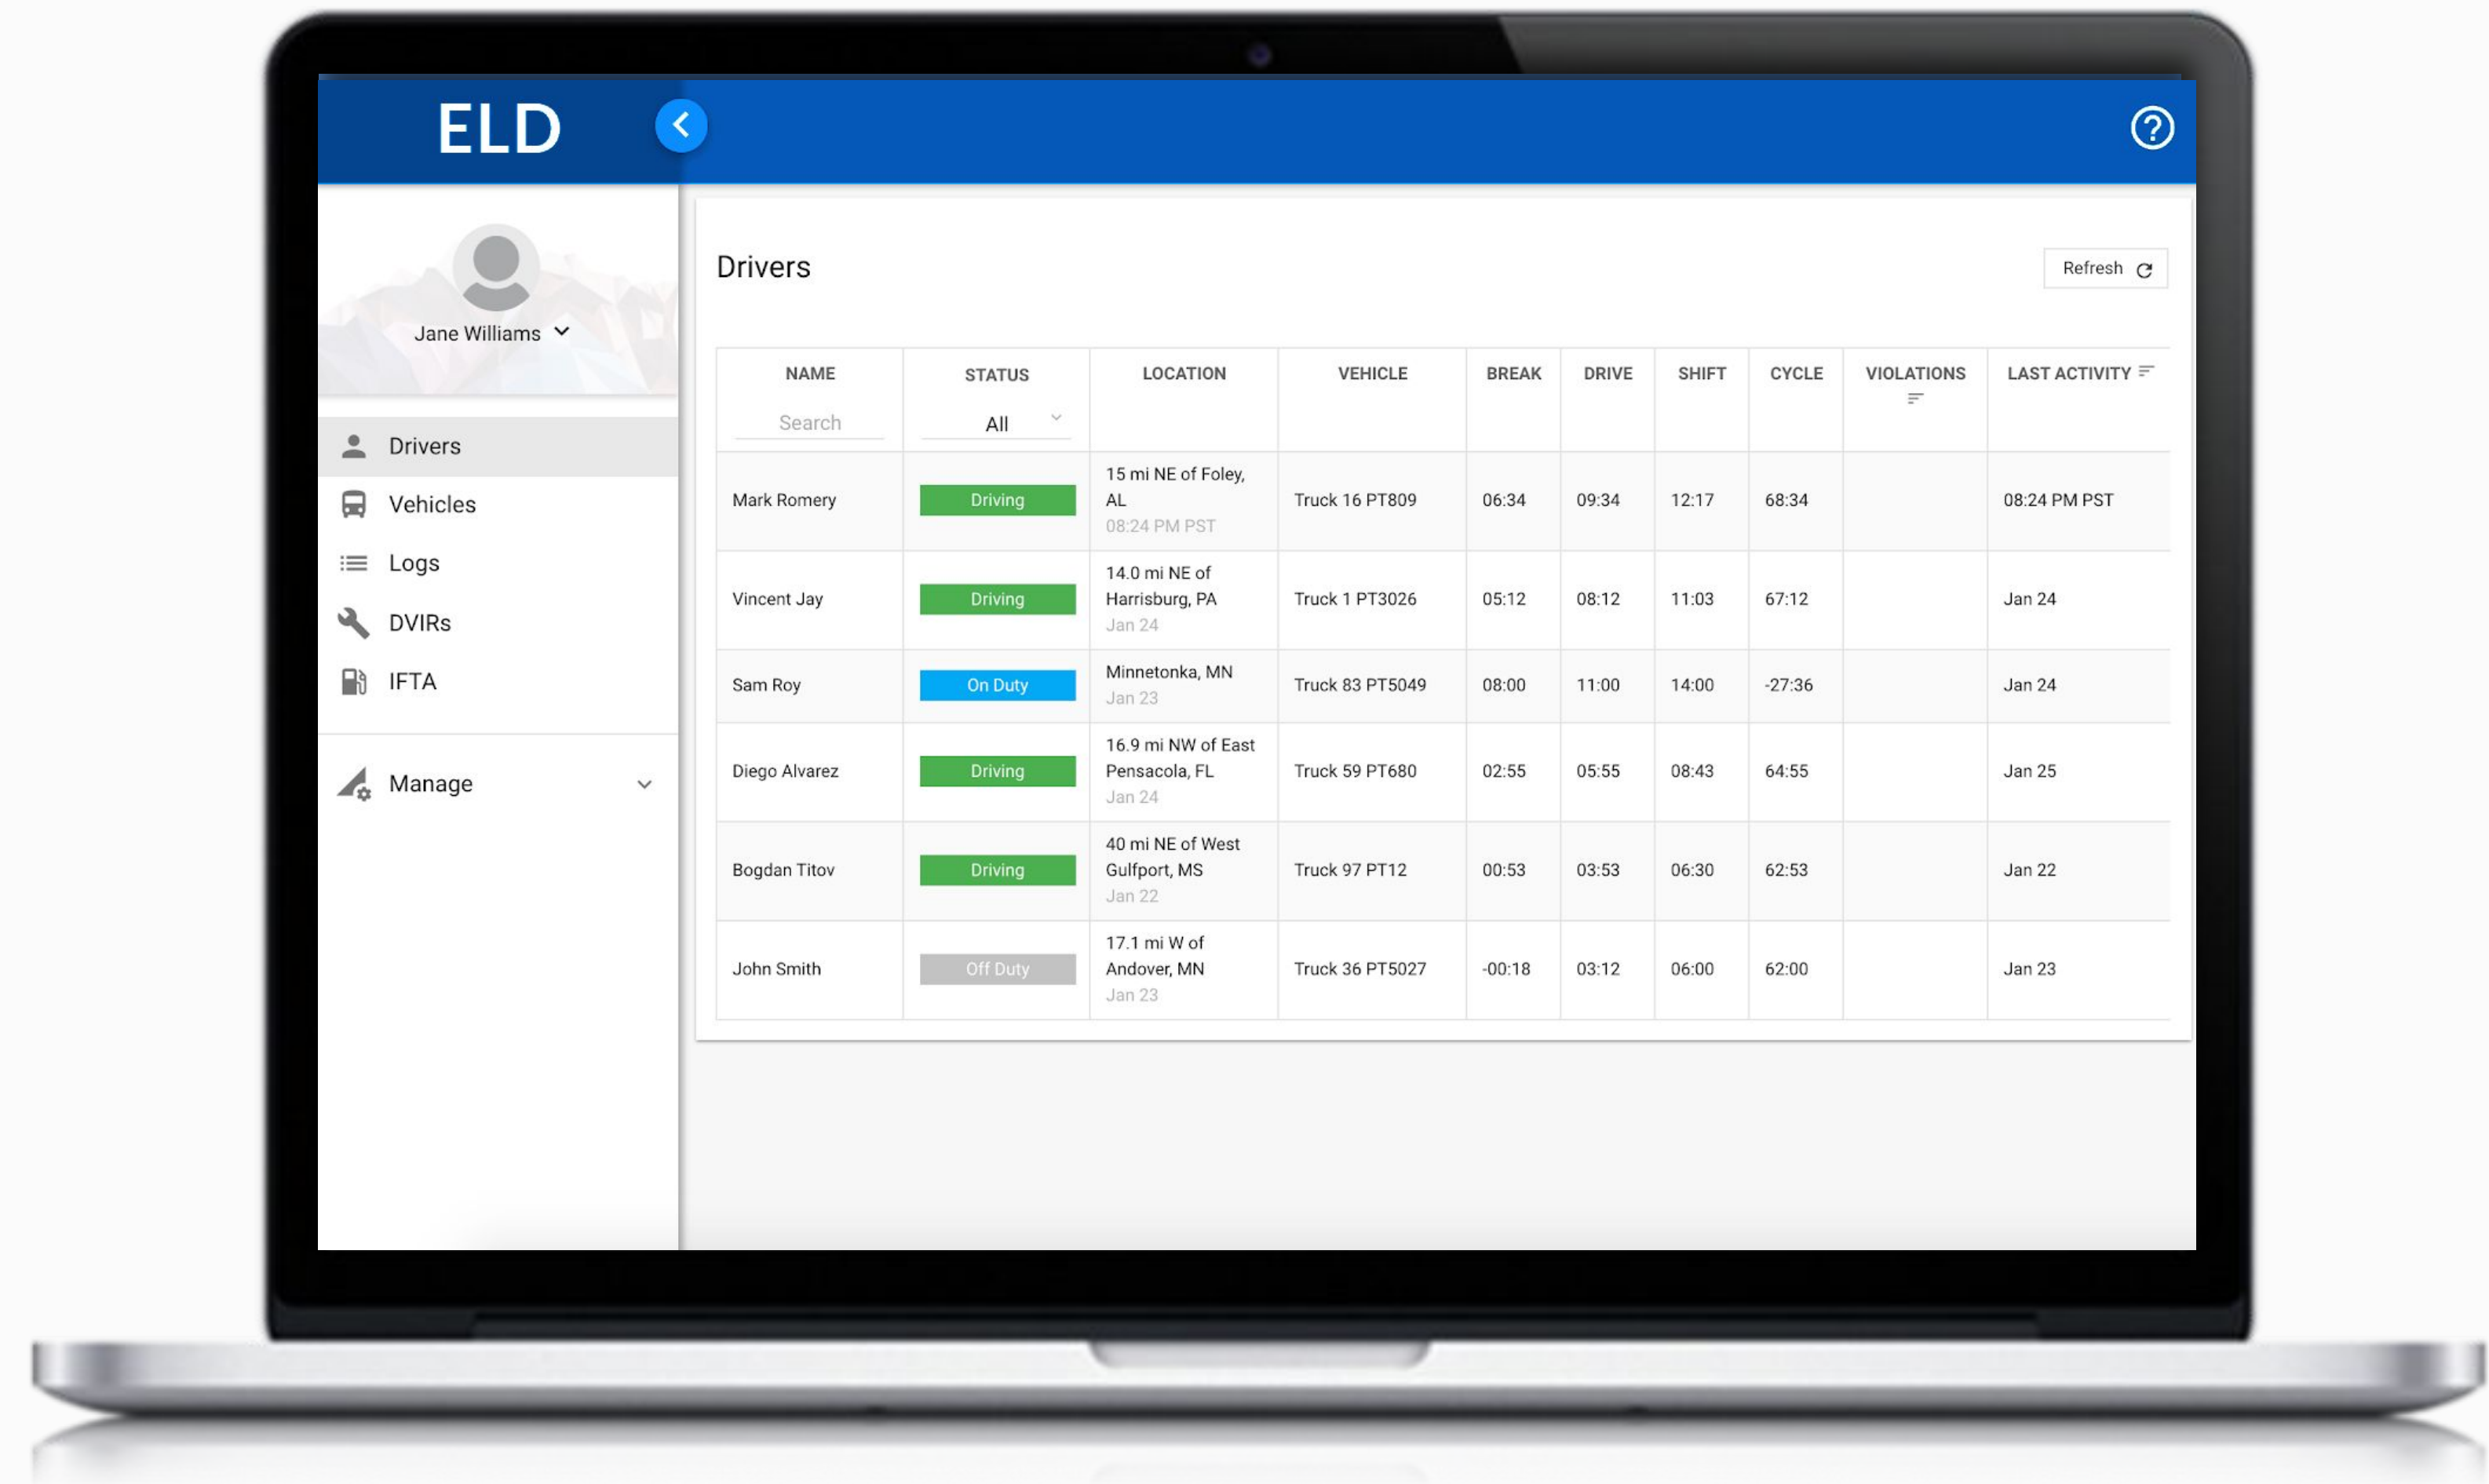 ELD
Jane Williams
Drivers
Vehicles
Logs
DVIRs
IFTA
Manage
Drivers
Refresh
NAME STATUS LOCATION VEHICLE BREAK DRIVE SHIFT CYCLE VIOLATIONS LAST ACTIVITY
Search All
Mark Romery Driving 15 mi NE of Foley,
AL
08:24 PM PST Truck 16 PT809 06:34 09:34 12:17 68:34 08:24 PM PST
Vincent Jay Driving 14.0 mi NE of
Harrisburg, PA
Jan 24 Truck 1 PT3026 05:12 08:12 11:03 67:12 Jan 24
Sam Roy On Duty Minnetonka, MN
Jan 23 Truck 83 PT5049 08:00 11:00 14:00 -27:36 Jan 24
Diego Alvarez Driving 16.9 mi NW of East
Pensacola, FL
Jan 24 Truck 59 PT680 02:55 05:55 08:43 64:55 Jan 25
Bogdan Titov Driving 40 mi NE of West
Gulfport, MS
Jan 22 Truck 97 PT12 00:53 03:53 06:30 62:53 Jan 22
John Smith Off Duty 17.1 mi W of
Andover, MN
Jan 23 Truck 36 PT5027 -00:18 03:12 06:00 62:00 Jan 23